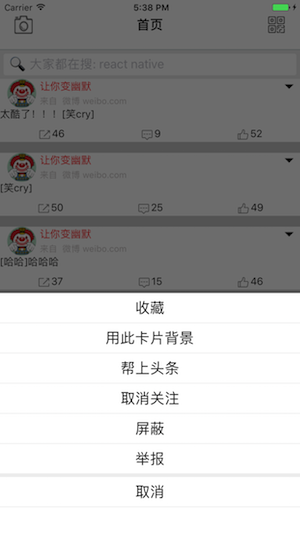 Carrier 5:38 PM
首页
大家都在搜: react native
让你变幽默
来自 微博 weibo.com
太酷了！！！[笑cry]
46 9 52
让你变幽默
来自 微博 weibo.com
[笑cry]
50 25 49
让你变幽默
来自 微博 weibo.com
[哈哈]哈哈哈
37 15 46
收藏
用此卡片背景
帮上头条
取消关注
屏蔽
举报
取消